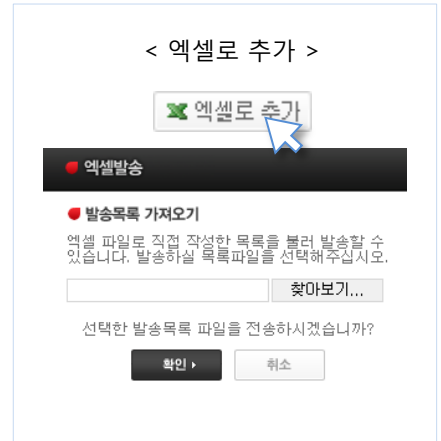 < 엑셀로 추가 >
엑셀로 추가
엑셀발송
발송목록 가져오기
엑셀 파일로 직접 작성한 목록을 불러 발송할 수
있습니다. 발송하실 목록파일을 선택해주십시오.
찾아보기...
선택한 발송목록 파일을 전송하시겠습니까?
확인
취소